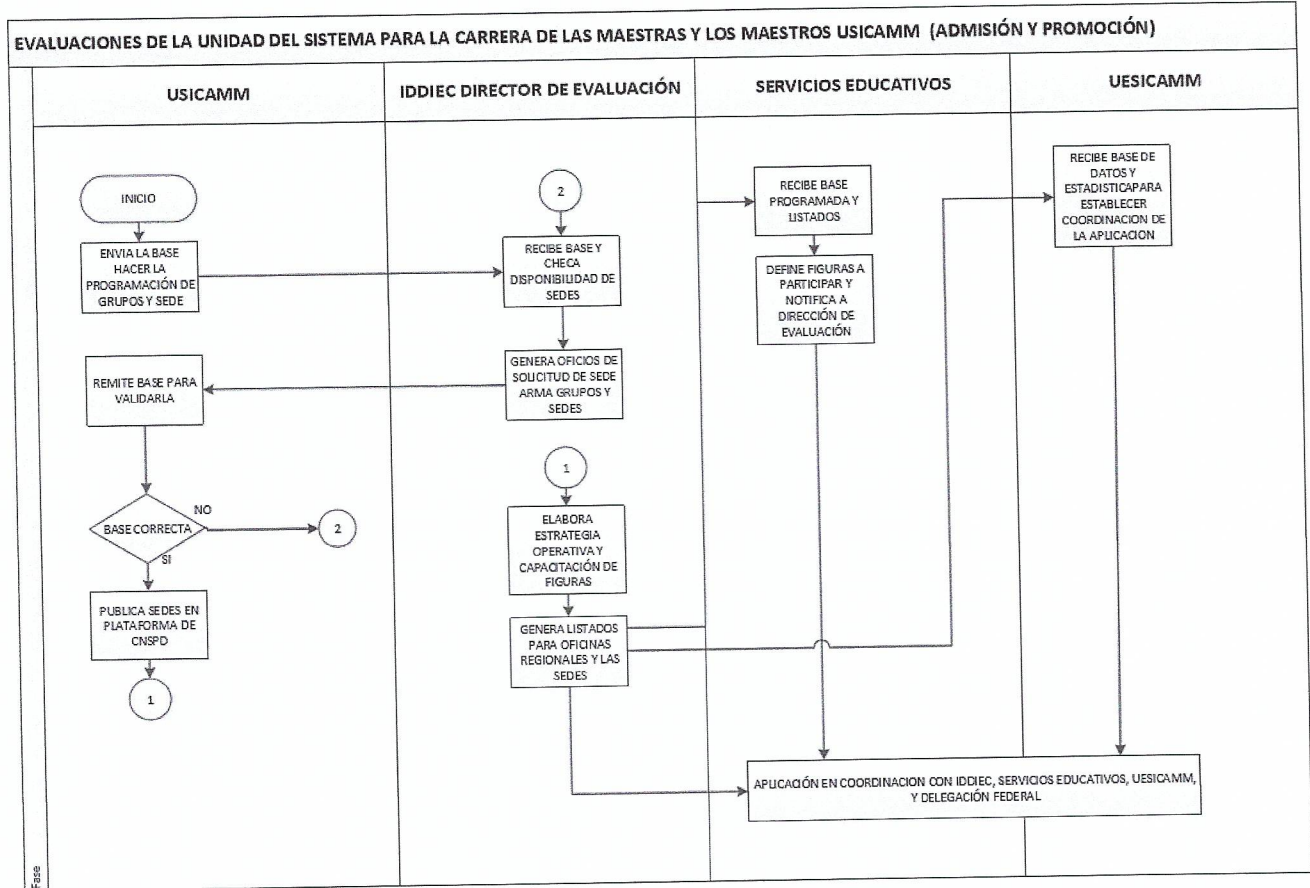 EVALUACIONES DE LA UNIDAD DEL SISTEMA PARA LA CARRERA DE LAS MAESTRAS Y LOS MAESTROS USICAMM (ADMISIÓN Y PROMOCIÓN)
USICAMM
IDDIEC DIRECTOR DE EVALUACIÓN
SERVICIOS EDUCATIVOS
UESICAMM
INICIO
ENVIA LA BASE
HACER LA
PROGRAMACIÓN DE
GRUPOS Y SEDE
REMITE BASE PARA
VALIDARLA
BASE CORRECTA
NO
2
SI
PUBLICA SEDES EN
PLATAFORMA DE
CNSPD
1
2
RECIBE BASE Y
CHECA
DISPONIBILIDAD DE
SEDES
GENERA OFICIOS DE
SOLICITUD DE SEDE
ARMA GRUPOS Y
SEDES
1
ELABORA
ESTRATEGIA
OPERATIVA Y
CAPACITACIÓN DE
FIGURAS
GENERA LISTADOS
PARA OFICINAS
REGIONALES Y LAS
SEDES
RECIBE BASE
PROGRAMADA Y
LISTADOS
DEFINE FIGURAS A
PARTICIPAR Y
NOTIFICA A
DIRECCIÓN DE
EVALUACIÓN
RECIBE BASE DE
DATOS Y
ESTADISTICAPARA
ESTABLECER
COORDINACION DE
LA APLICACION
APLICACIÓN EN COORDINACION CON IDDIEC, SERVICIOS EDUCATIVOS, UESICAMM,
Y DELEGACIÓN FEDERAL
Fase